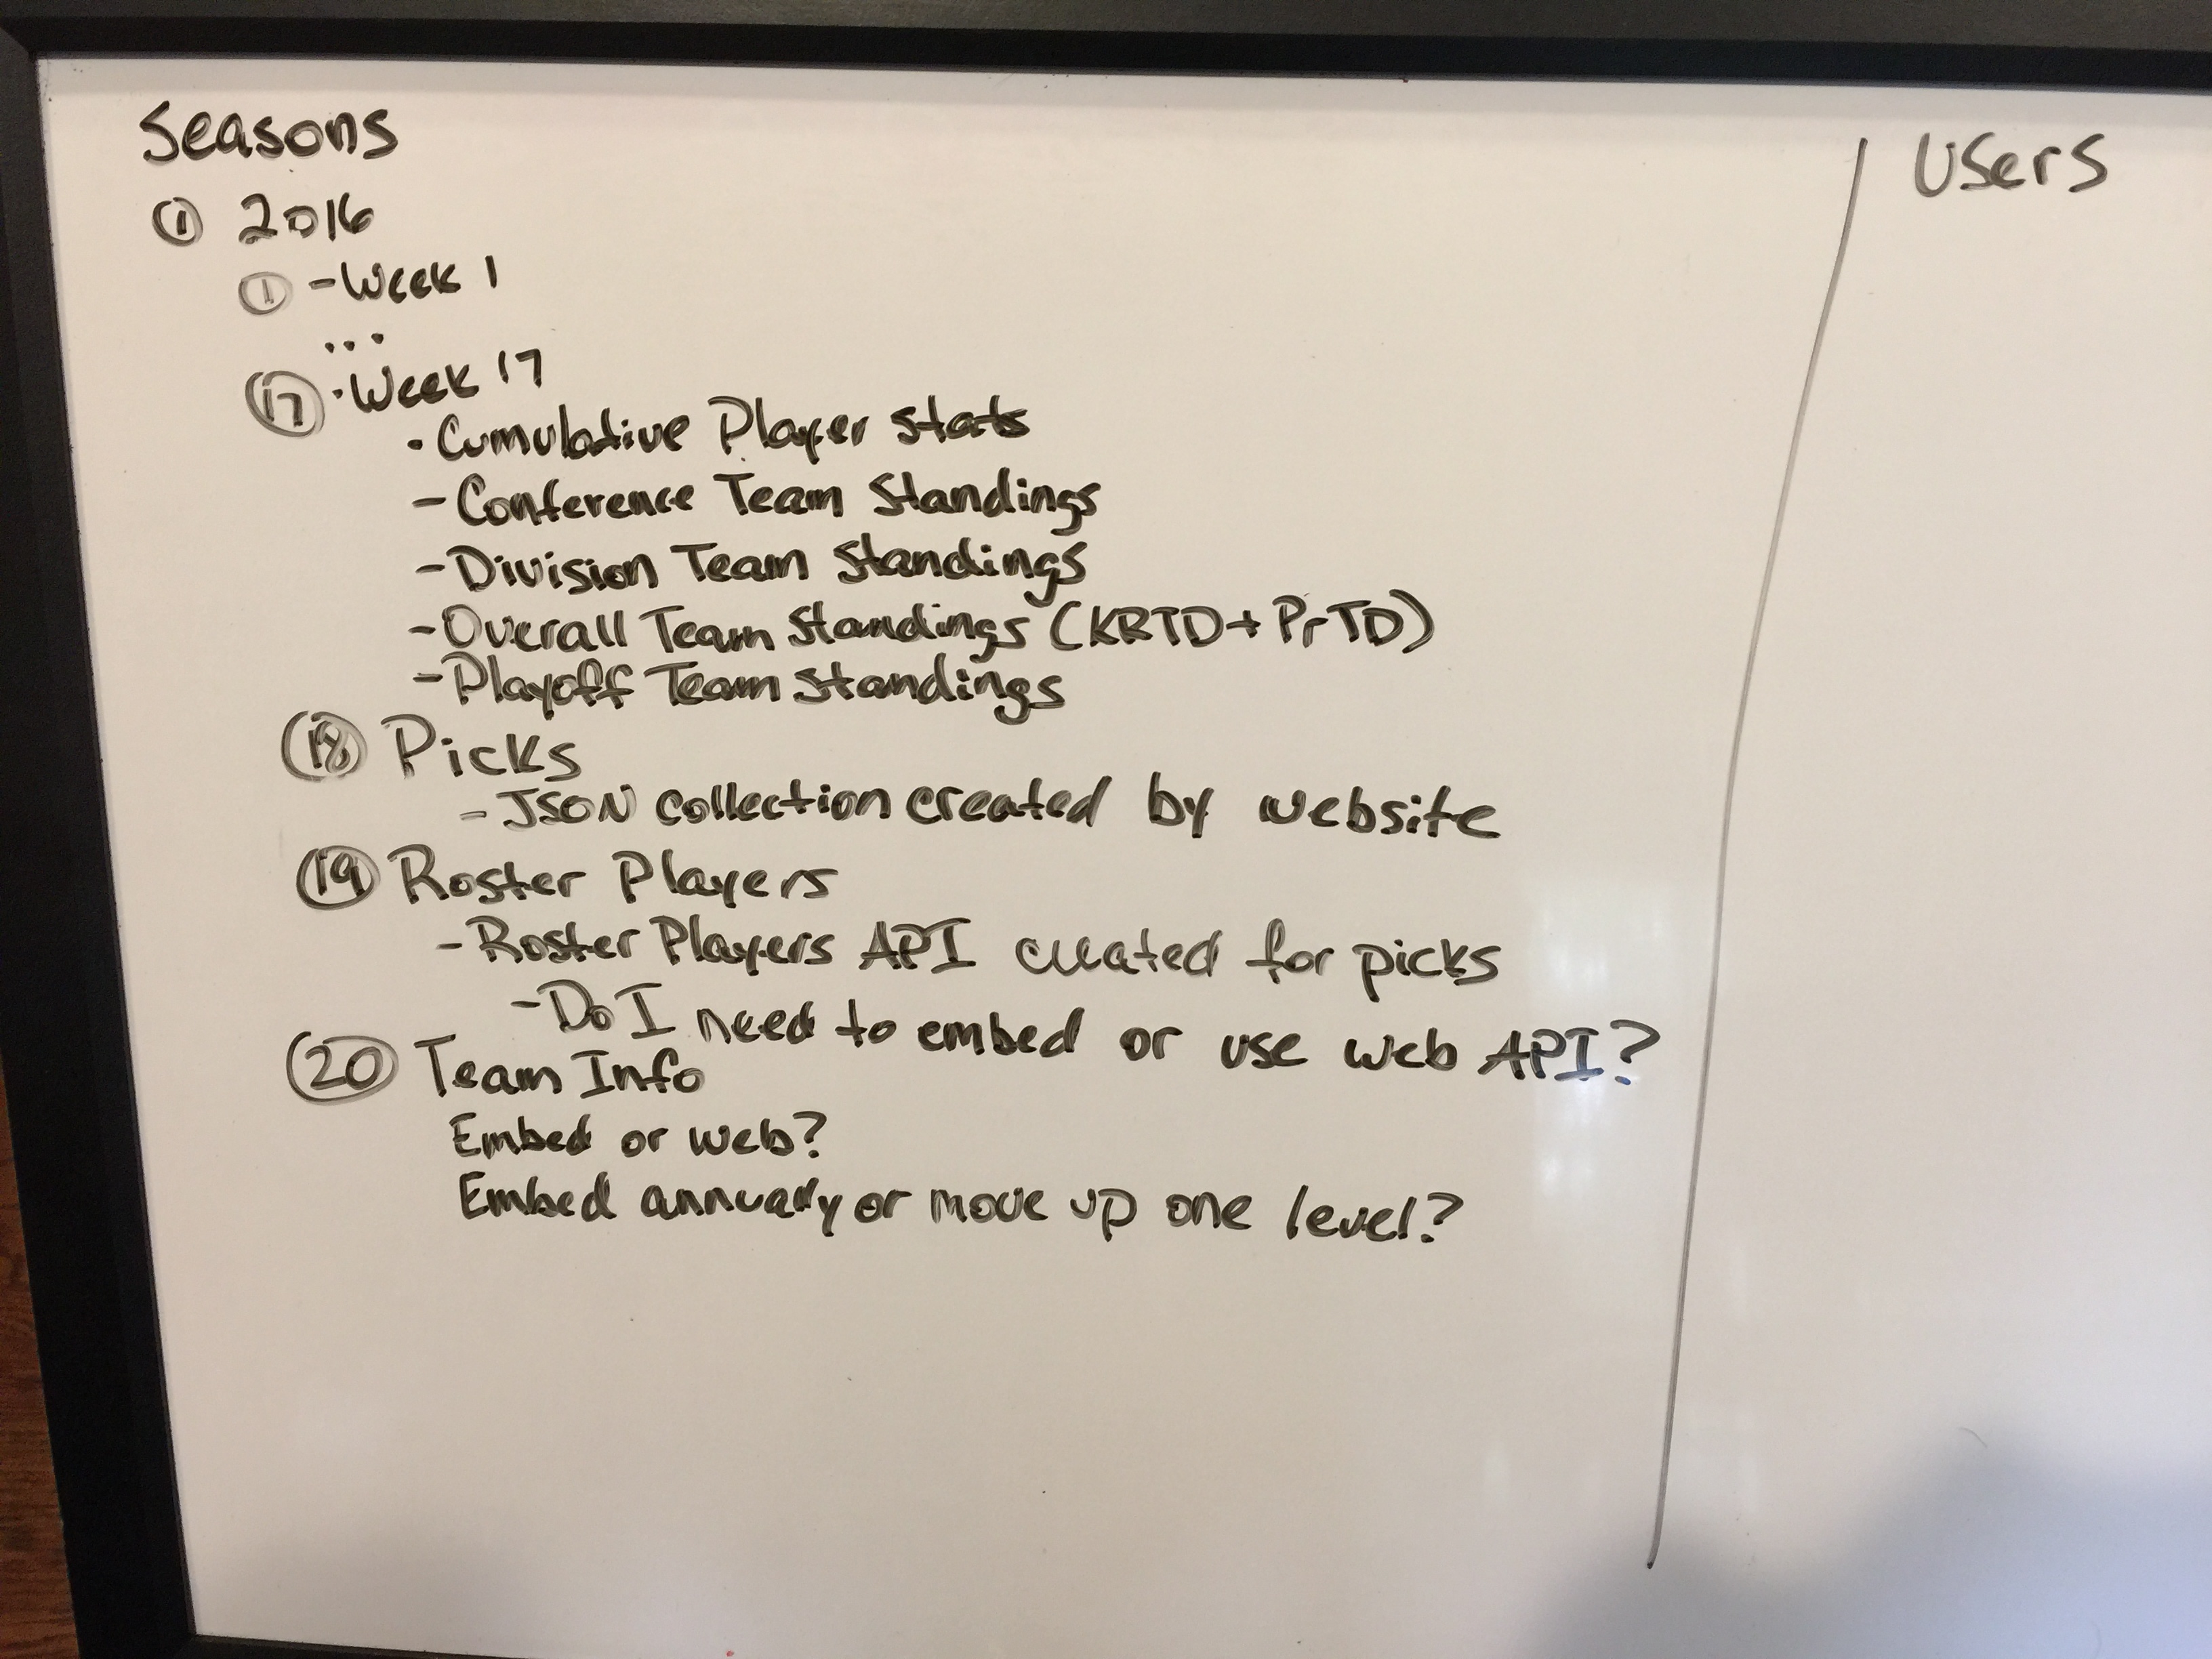 Seasons
① 2016
① - Week 1
...
⑰ · Week 17
· Cumulative Player Stats
- Conference Team Standings
- Division Team Standings
- Overall Team Standings (KRTD + PrTD)
- Playoff Team Standings
⑱ Picks
- JSON collection created by website
⑲ Roster Players
- Roster Players API created for picks
- Do I need to embed or use web API?
⑳ Team Info
Embed or web?
Embed annually or move up one level?
Users